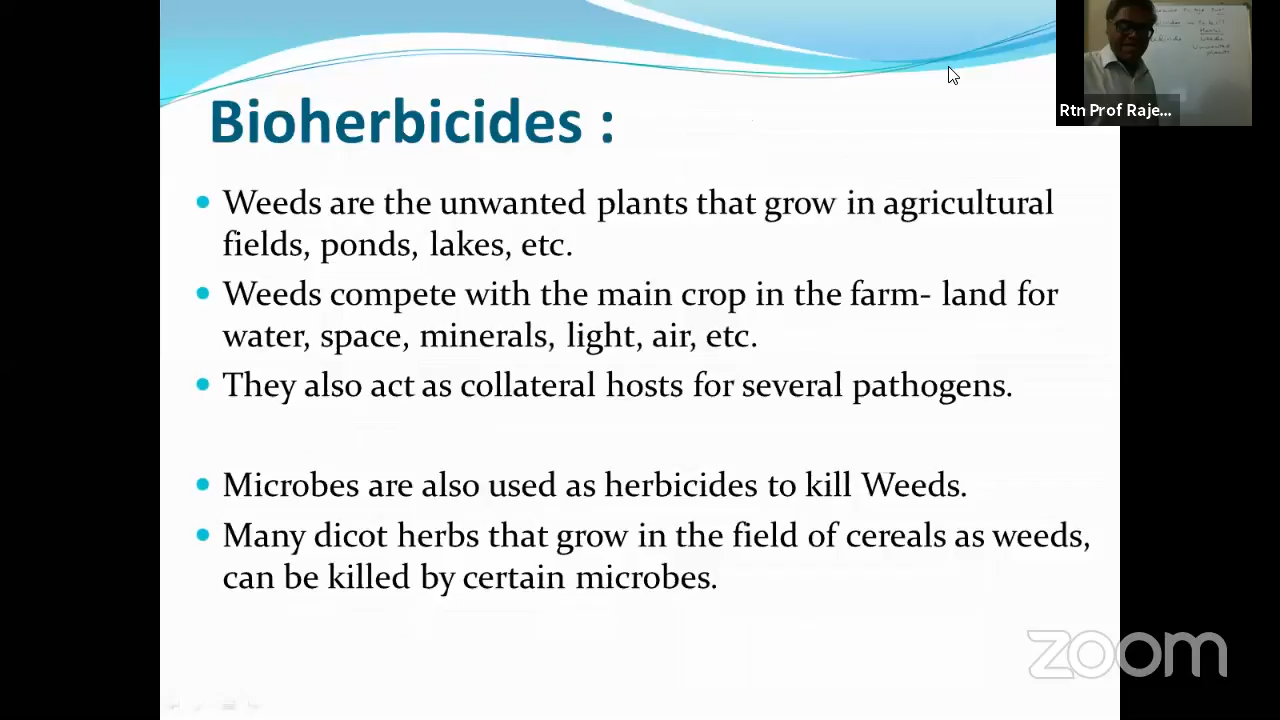 Bioherbicides :
Weeds are the unwanted plants that grow in agricultural
fields, ponds, lakes, etc.
Weeds compete with the main crop in the farm- land for
water, space, minerals, light, air, etc.
They also act as collateral hosts for several pathogens.
Microbes are also used as herbicides to kill Weeds.
Many dicot herbs that grow in the field of cereals as weeds,
can be killed by certain microbes.
Rtn Prof Raje...
zoom